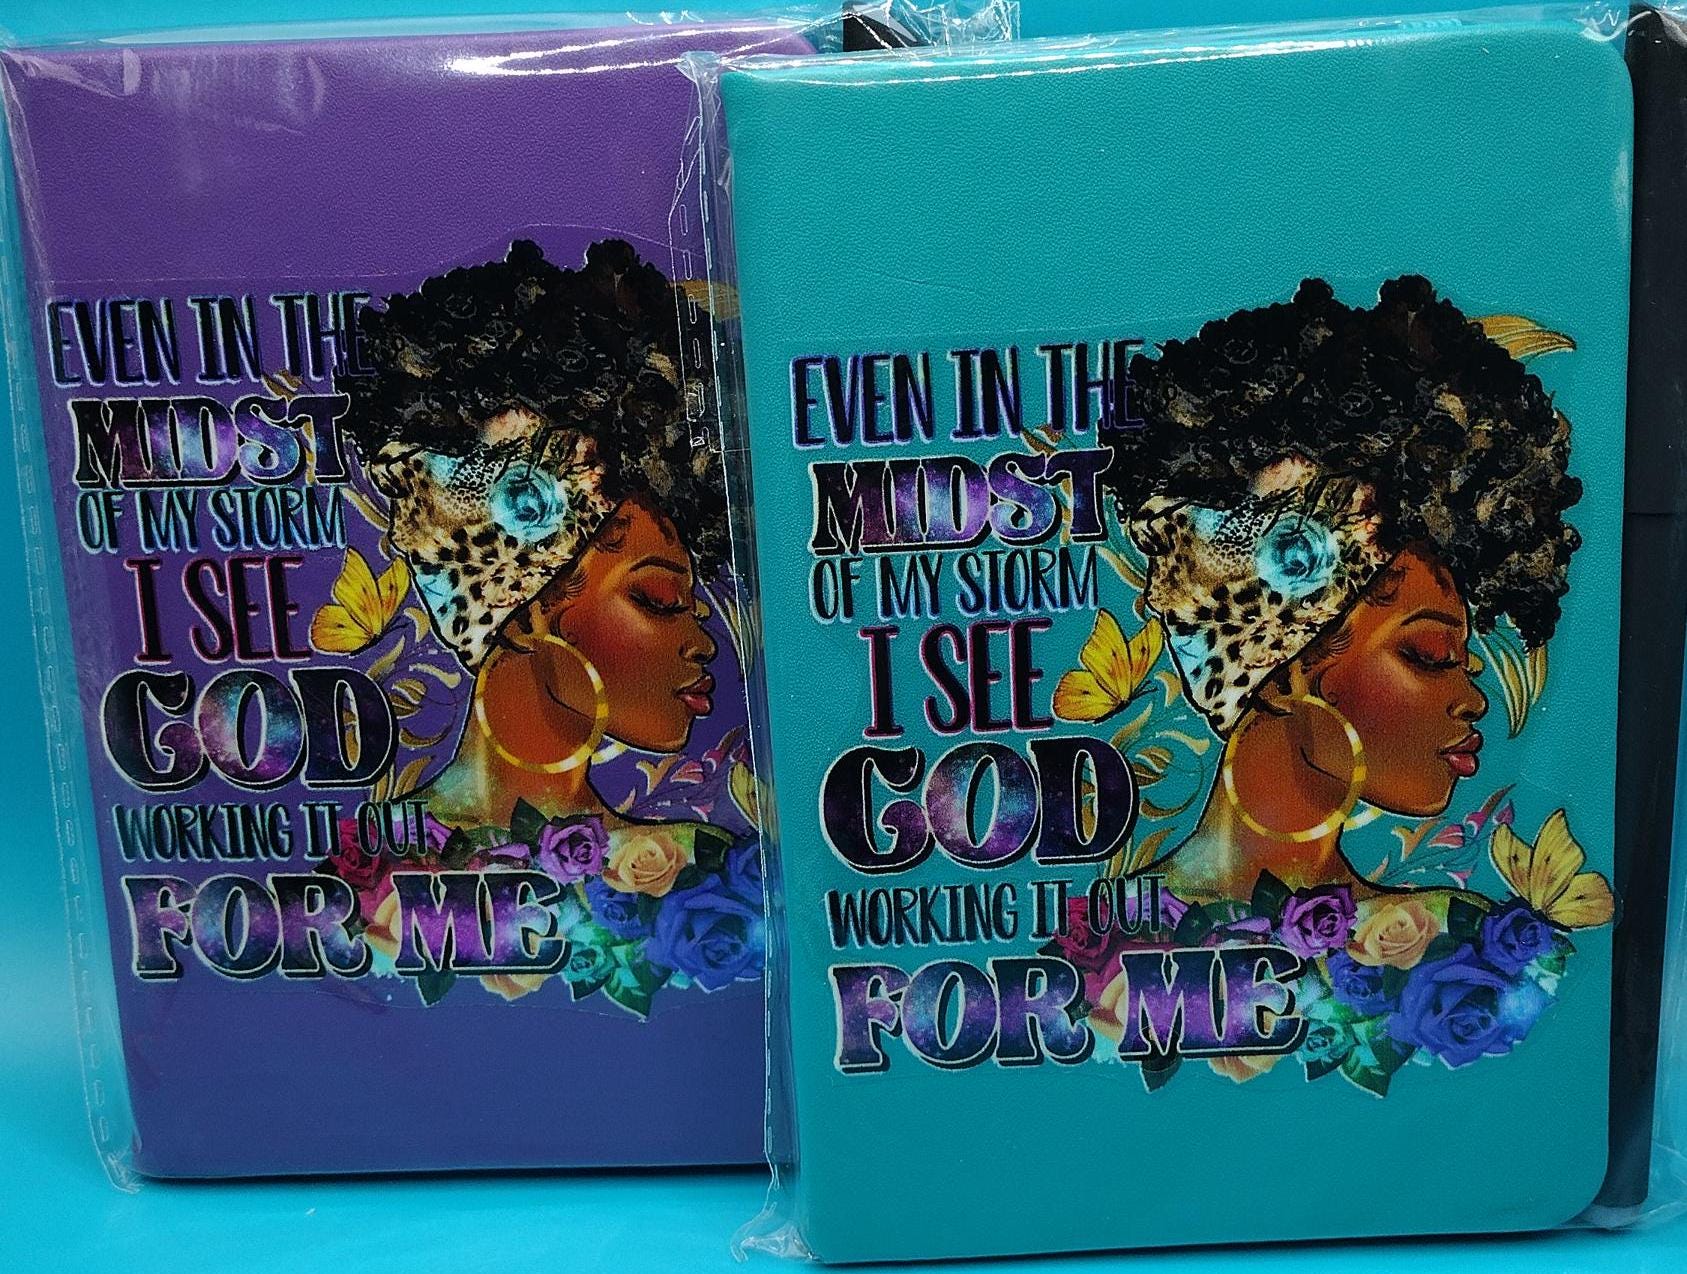 EVEN IN THE
MIDST
OF MY STORM
I SEE
GOD
WORKING IT OUT
FOR ME
EVEN IN THE
MIDST
OF MY STORM
I SEE
GOD
WORKING IT OUT
FOR ME